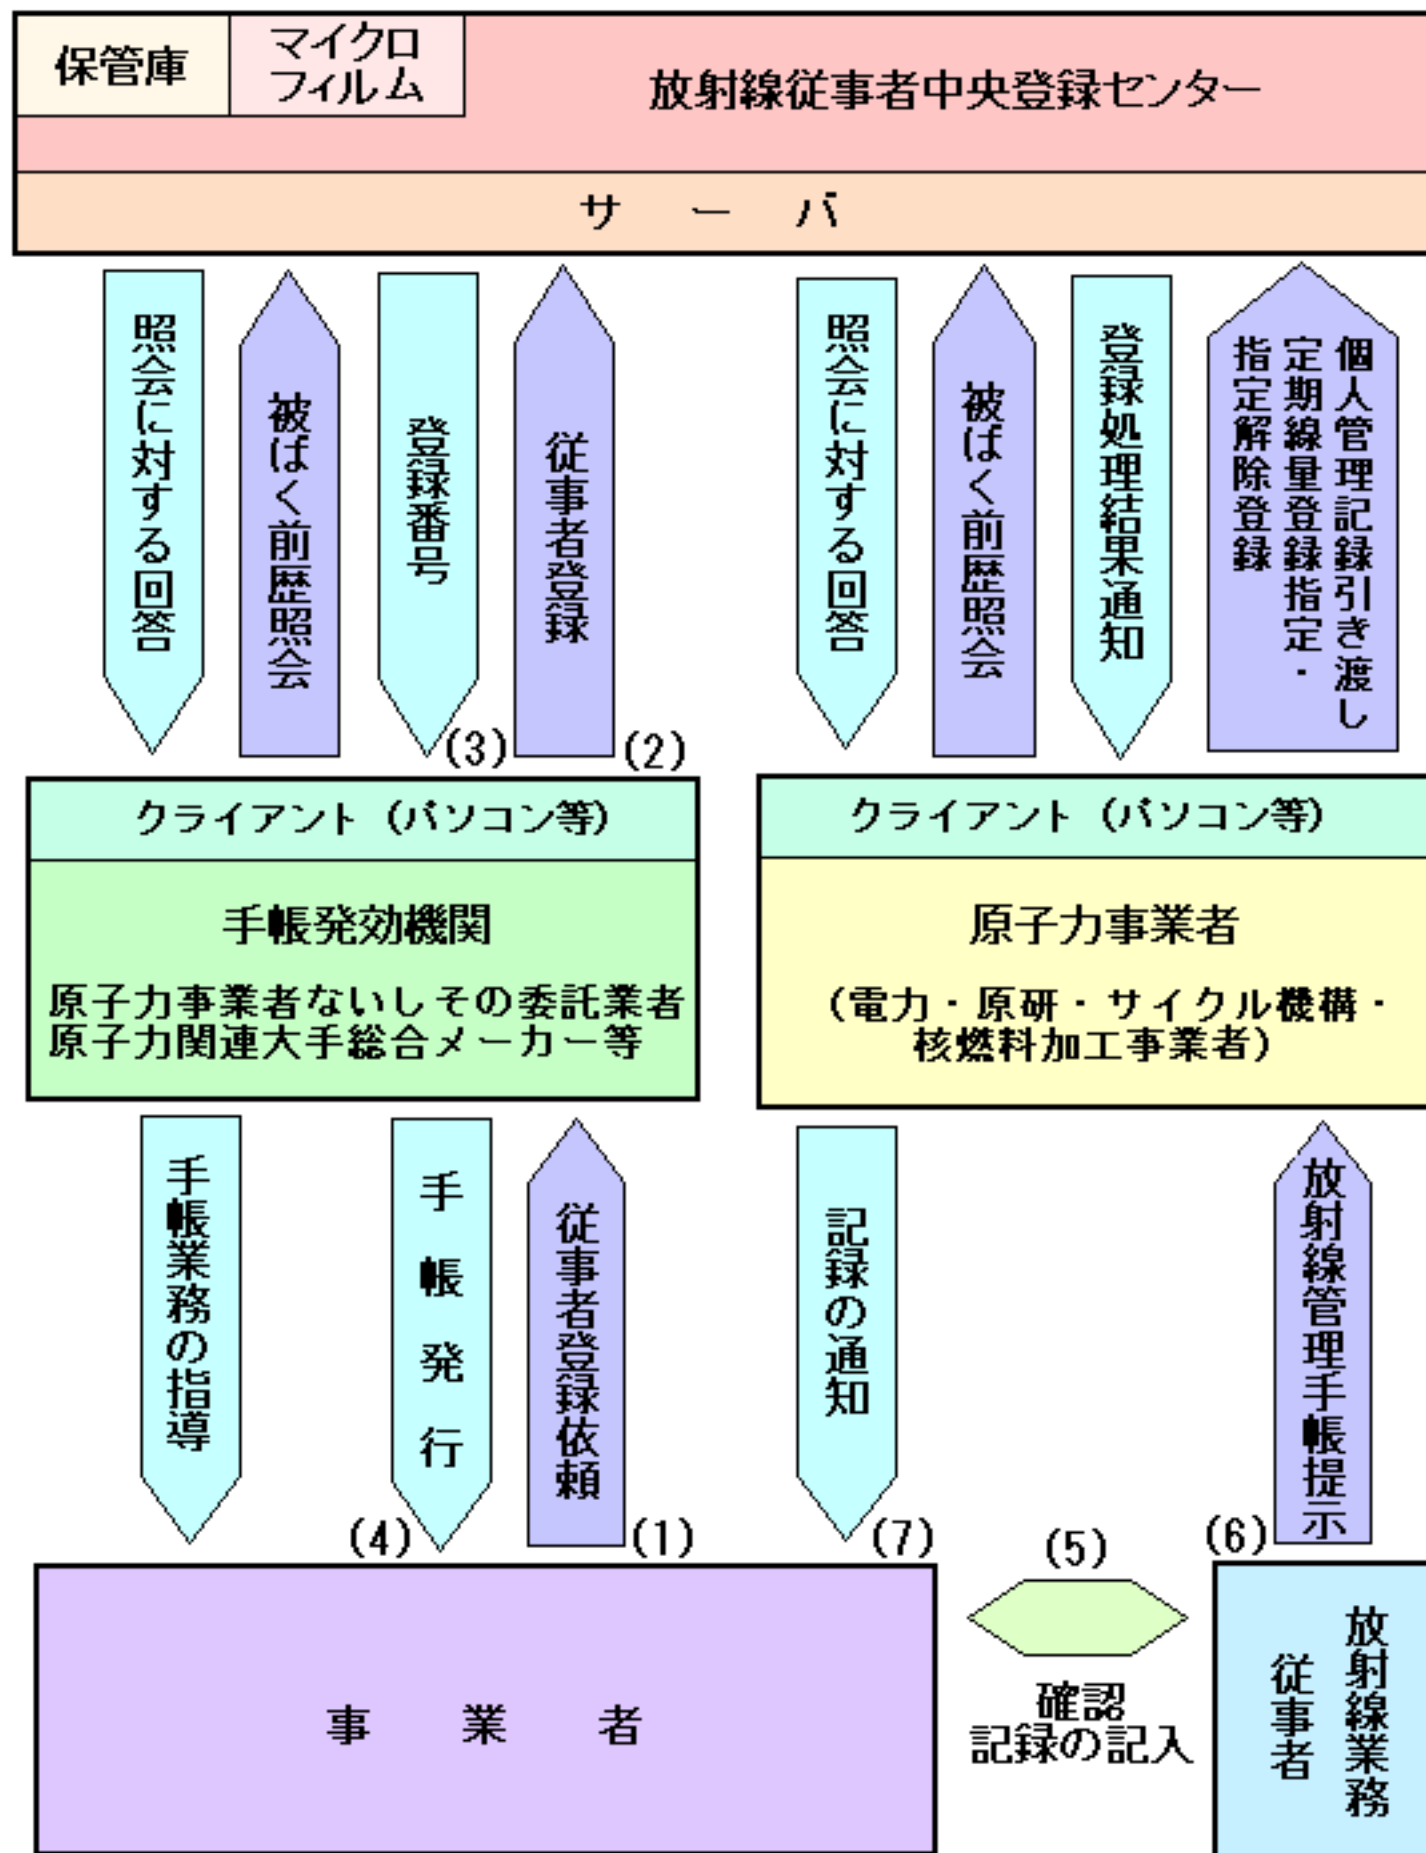 保管庫
マイクロ
フィルム
放射線従事者中央登録センター
サーバ
照会に対する回答
被ばく前歴照会
登録番号
(3)
従事者登録
(2)
照会に対する回答
被ばく前歴照会
登録処理結果通知
個人管理記録引き渡し
定期線量登録指定・
指定解除登録
クライアント（パソコン等）
手帳発効機関
原子力事業者ないしその委託業者
原子力関連大手総合メーカー等
クライアント（パソコン等）
原子力事業者
（電力・原研・サイクル機構・
核燃料加工事業者）
手帳業務の指導
手帳発行
(4)
従事者登録依頼
(1)
記録の通知
(7)
放射線管理手帳提示
(6)
事業者
(5)
確認
記録の記入
放射線業務
従事者